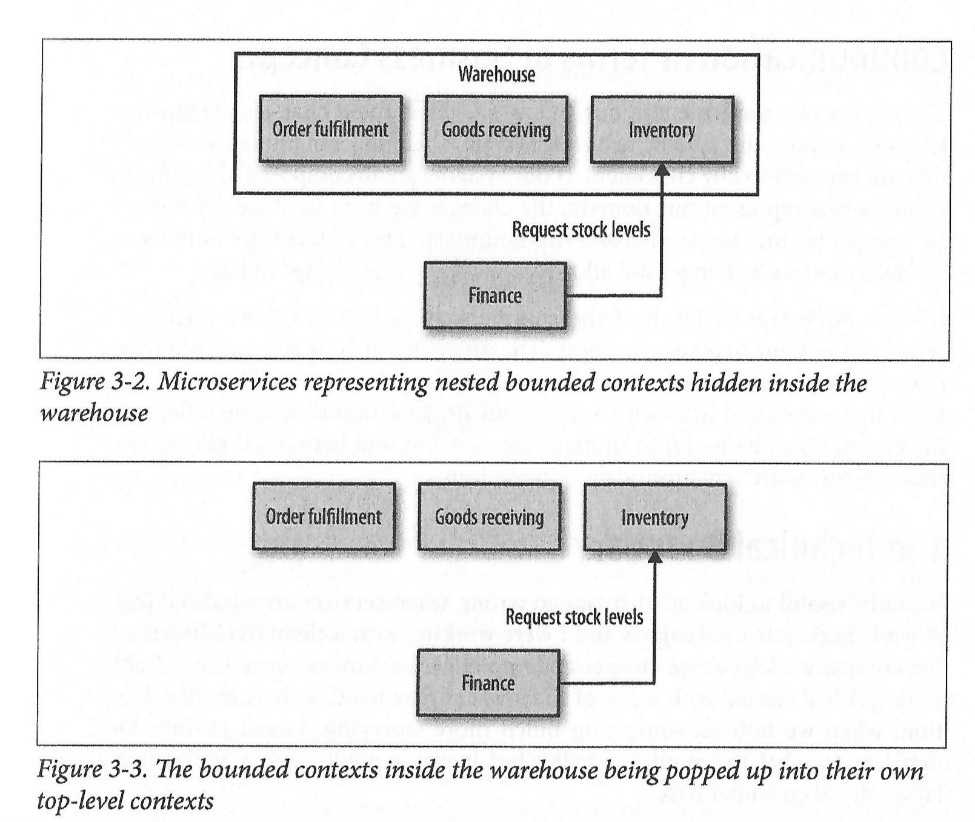 Warehouse
Order fulfillment
Goods receiving
Inventory
Request stock levels
Finance
Figure 3-2. Microservices representing nested bounded contexts hidden inside the
warehouse
Order fulfillment
Goods receiving
Inventory
Request stock levels
Finance
Figure 3-3. The bounded contexts inside the warehouse being popped up into their own
top-level contexts